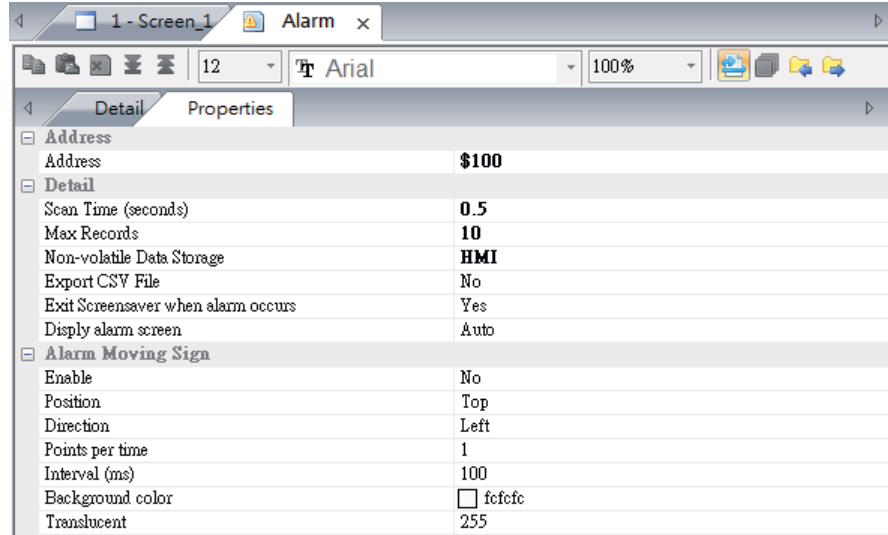 1 - Screen_1 Alarm
12 Arial 100%
Detail Properties
Address
Address $100
Detail
Scan Time (seconds) 0.5
Max Records 10
Non-volatile Data Storage HMI
Export CSV File No
Exit Screensaver when alarm occurs Yes
Disply alarm screen Auto
Alarm Moving Sign
Enable No
Position Top
Direction Left
Points per time 1
Interval (ms) 100
Background color fcfcfc
Translucent 255